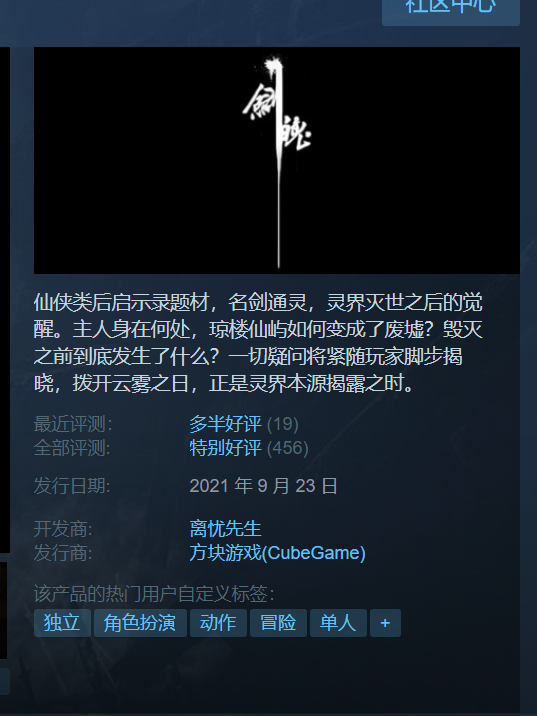 社区中心
剑魄
仙侠类后启示录题材，名剑通灵，灵界灭世之后的觉
醒。主人身在何处，琼楼仙屿如何变成了废墟？毁灭
之前到底发生了什么？一切疑问将紧随玩家脚步揭
晓，拨开云雾之日，正是灵界本源揭露之时。
最近评测： 多半好评 (19)
全部评测： 特别好评 (456)
发行日期： 2021 年 9 月 23 日
开发商： 离忧先生
发行商： 方块游戏(CubeGame)
该产品的热门用户自定义标签：
独立 角色扮演 动作 冒险 单人 +